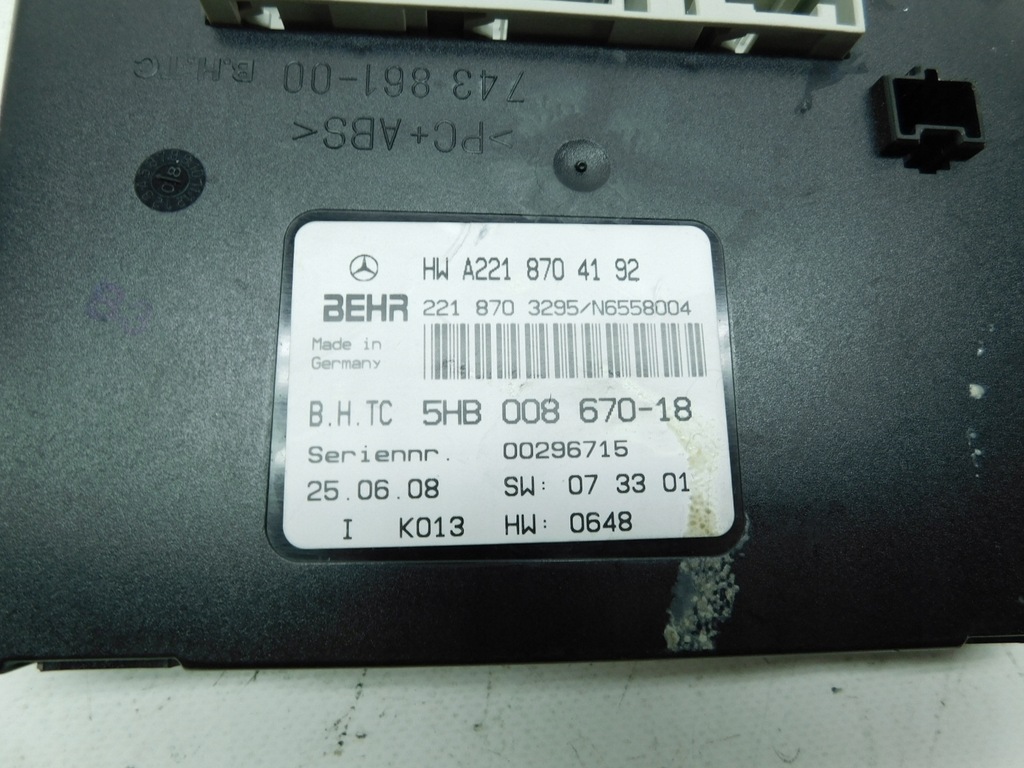 743 861-00 B.H.TC
>PC+ABS<
08
HW A221 870 41 92
BEHR 221 870 3295/N6558004
Made in
Germany
B.H.TC 5HB 008 670-18
Seriennr. 00296715
25.06.08 SW: 07 33 01
I K013 HW: 0648